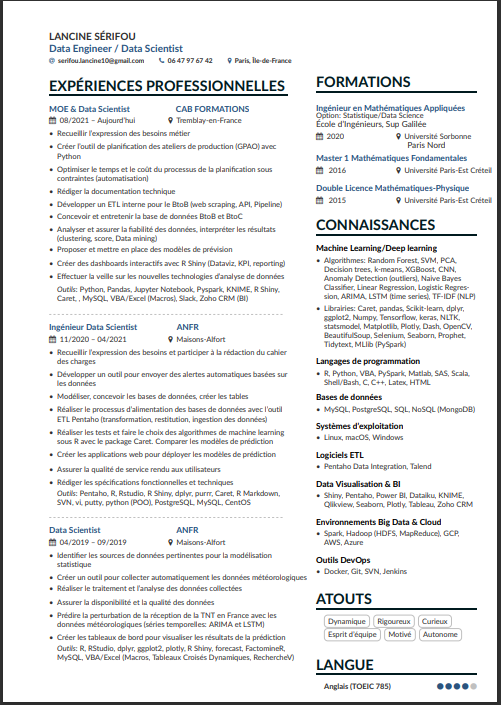 LANCINE SÉRIFOU
Data Engineer / Data Scientist
@ serifou.lancine10@gmail.com 06 47 97 67 42 Paris, Île-de-France
EXPÉRIENCES PROFESSIONNELLES
MOE & Data Scientist CAB FORMATIONS
08/2021 – Aujourd'hui Tremblay-en-France
• Recueillir l'expression des besoins métier
• Créer l'outil de planification des ateliers de production (GPAO) avec
Python
• Optimiser le temps et le coût du processus de la planification sous
contraintes (automatisation)
• Rédiger la documentation technique
• Développer un ETL interne pour le BtoB (web scraping, API, Pipeline)
• Concevoir et entretenir la base de données BtoB et BtoC
• Analyser et assurer la fiabilité des données, interpréter les résultats
(clustering, score, Data mining)
• Proposer et mettre en place des modèles de prévision
• Créer des dashboards interactifs avec R Shiny (Dataviz, KPI, reporting)
• Effectuer la veille sur les nouvelles technologies d'analyse de données
Outils: Python, Pandas, Jupyter Notebook, Pyspark, KNIME, R Shiny,
Caret, , MySQL, VBA/Excel (Macros), Slack, Zoho CRM (BI)
Ingénieur Data Scientist ANFR
11/2020 – 04/2021 Maisons-Alfort
• Recueillir l'expression des besoins et participer à la rédaction du cahier
des charges
• Développer un outil pour envoyer des alertes automatiques basées sur
les données
• Modéliser, concevoir les bases de données, créer les tables
• Réaliser le processus d'alimentation des bases de données avec l'outil
ETL Pentaho (transformation, restitution, ingestion des données)
• Réaliser les tests et faire le choix des algorithmes de machine learning
sous R avec le package Caret. Comparer les modèles de prédiction
• Créer les applications web pour déployer les modèles de prédiction
• Assurer la qualité de service rendu aux utilisateurs
• Rédiger les spécifications fonctionnelles et techniques
Outils: Pentaho, R, Rstudio, R Shiny, dplyr, purrr, Caret, R Markdown,
SVN, vi, putty, python (POO), PostgreSQL, MySQL, CentOS
Data Scientist ANFR
04/2019 – 09/2019 Maisons-Alfort
• Identifier les sources de données pertinentes pour la modélisation
statistique
• Créer un outil pour collecter automatiquement les données météorologiques
• Réaliser le traitement et l'analyse des données collectées
• Assurer la disponibilité et la qualité des données
• Prédire la perturbation de la réception de la TNT en France avec les
données météorologiques (séries temporelles: ARIMA et LSTM)
• Créer les tableaux de bord pour visualiser les résultats de la prédiction
Outils: R, RStudio, dplyr, ggplot2, plotly, R Shiny, forecast, FactomineR,
MySQL, VBA/Excel (Macros, Tableaux Croisés Dynamiques, RechercheV)
FORMATIONS
Ingénieur en Mathématiques Appliquées
Option: Statistique/Data Science
École d'Ingénieurs, Sup Galilée
2020 Université Sorbonne
Paris Nord
Master 1 Mathématiques Fondamentales
2016 Université Paris-Est Créteil
Double Licence Mathématiques-Physique
2015 Université Paris-Est Créteil
CONNAISSANCES
Machine Learning/Deep learning
• Algorithmes: Random Forest, SVM, PCA,
Decision trees, k-means, XGBoost, CNN,
Anomaly Detection (outliers), Naive Bayes
Classifier, Linear Regression, Logistic Regres-
sion, ARIMA, LSTM (time series), TF-IDF (NLP)
• Librairies: Caret, pandas, Scikit-learn, dplyr,
ggplot2, Numpy, Tensorflow, keras, NLTK,
statsmodel, Matplotlib, Plotly, Dash, OpenCV,
BeautifulSoup, Selenium, Seaborn, Prophet,
Tidytext, MLlib (PySpark)
Langages de programmation
• R, Python, VBA, PySpark, Matlab, SAS, Scala,
Shell/Bash, C, C++, Latex, HTML
Bases de données
• MySQL, PostgreSQL, SQL, NoSQL (MongoDB)
Systèmes d'exploitation
• Linux, macOS, Windows
Logiciels ETL
• Pentaho Data Integration, Talend
Data Visualisation & BI
• Shiny, Pentaho, Power BI, Dataiku, KNIME,
Qlikview, Seaborn, Plotly, Tableau, Zoho CRM
Environnements Big Data & Cloud
• Spark, Hadoop (HDFS, MapReduce), GCP,
AWS, Azure
Outils DevOps
• Docker, Git, SVN, Jenkins
ATOUTS
Dynamique Rigoureux Curieux
Esprit d'équipe Motivé Autonome
LANGUE
Anglais (TOEIC 785)